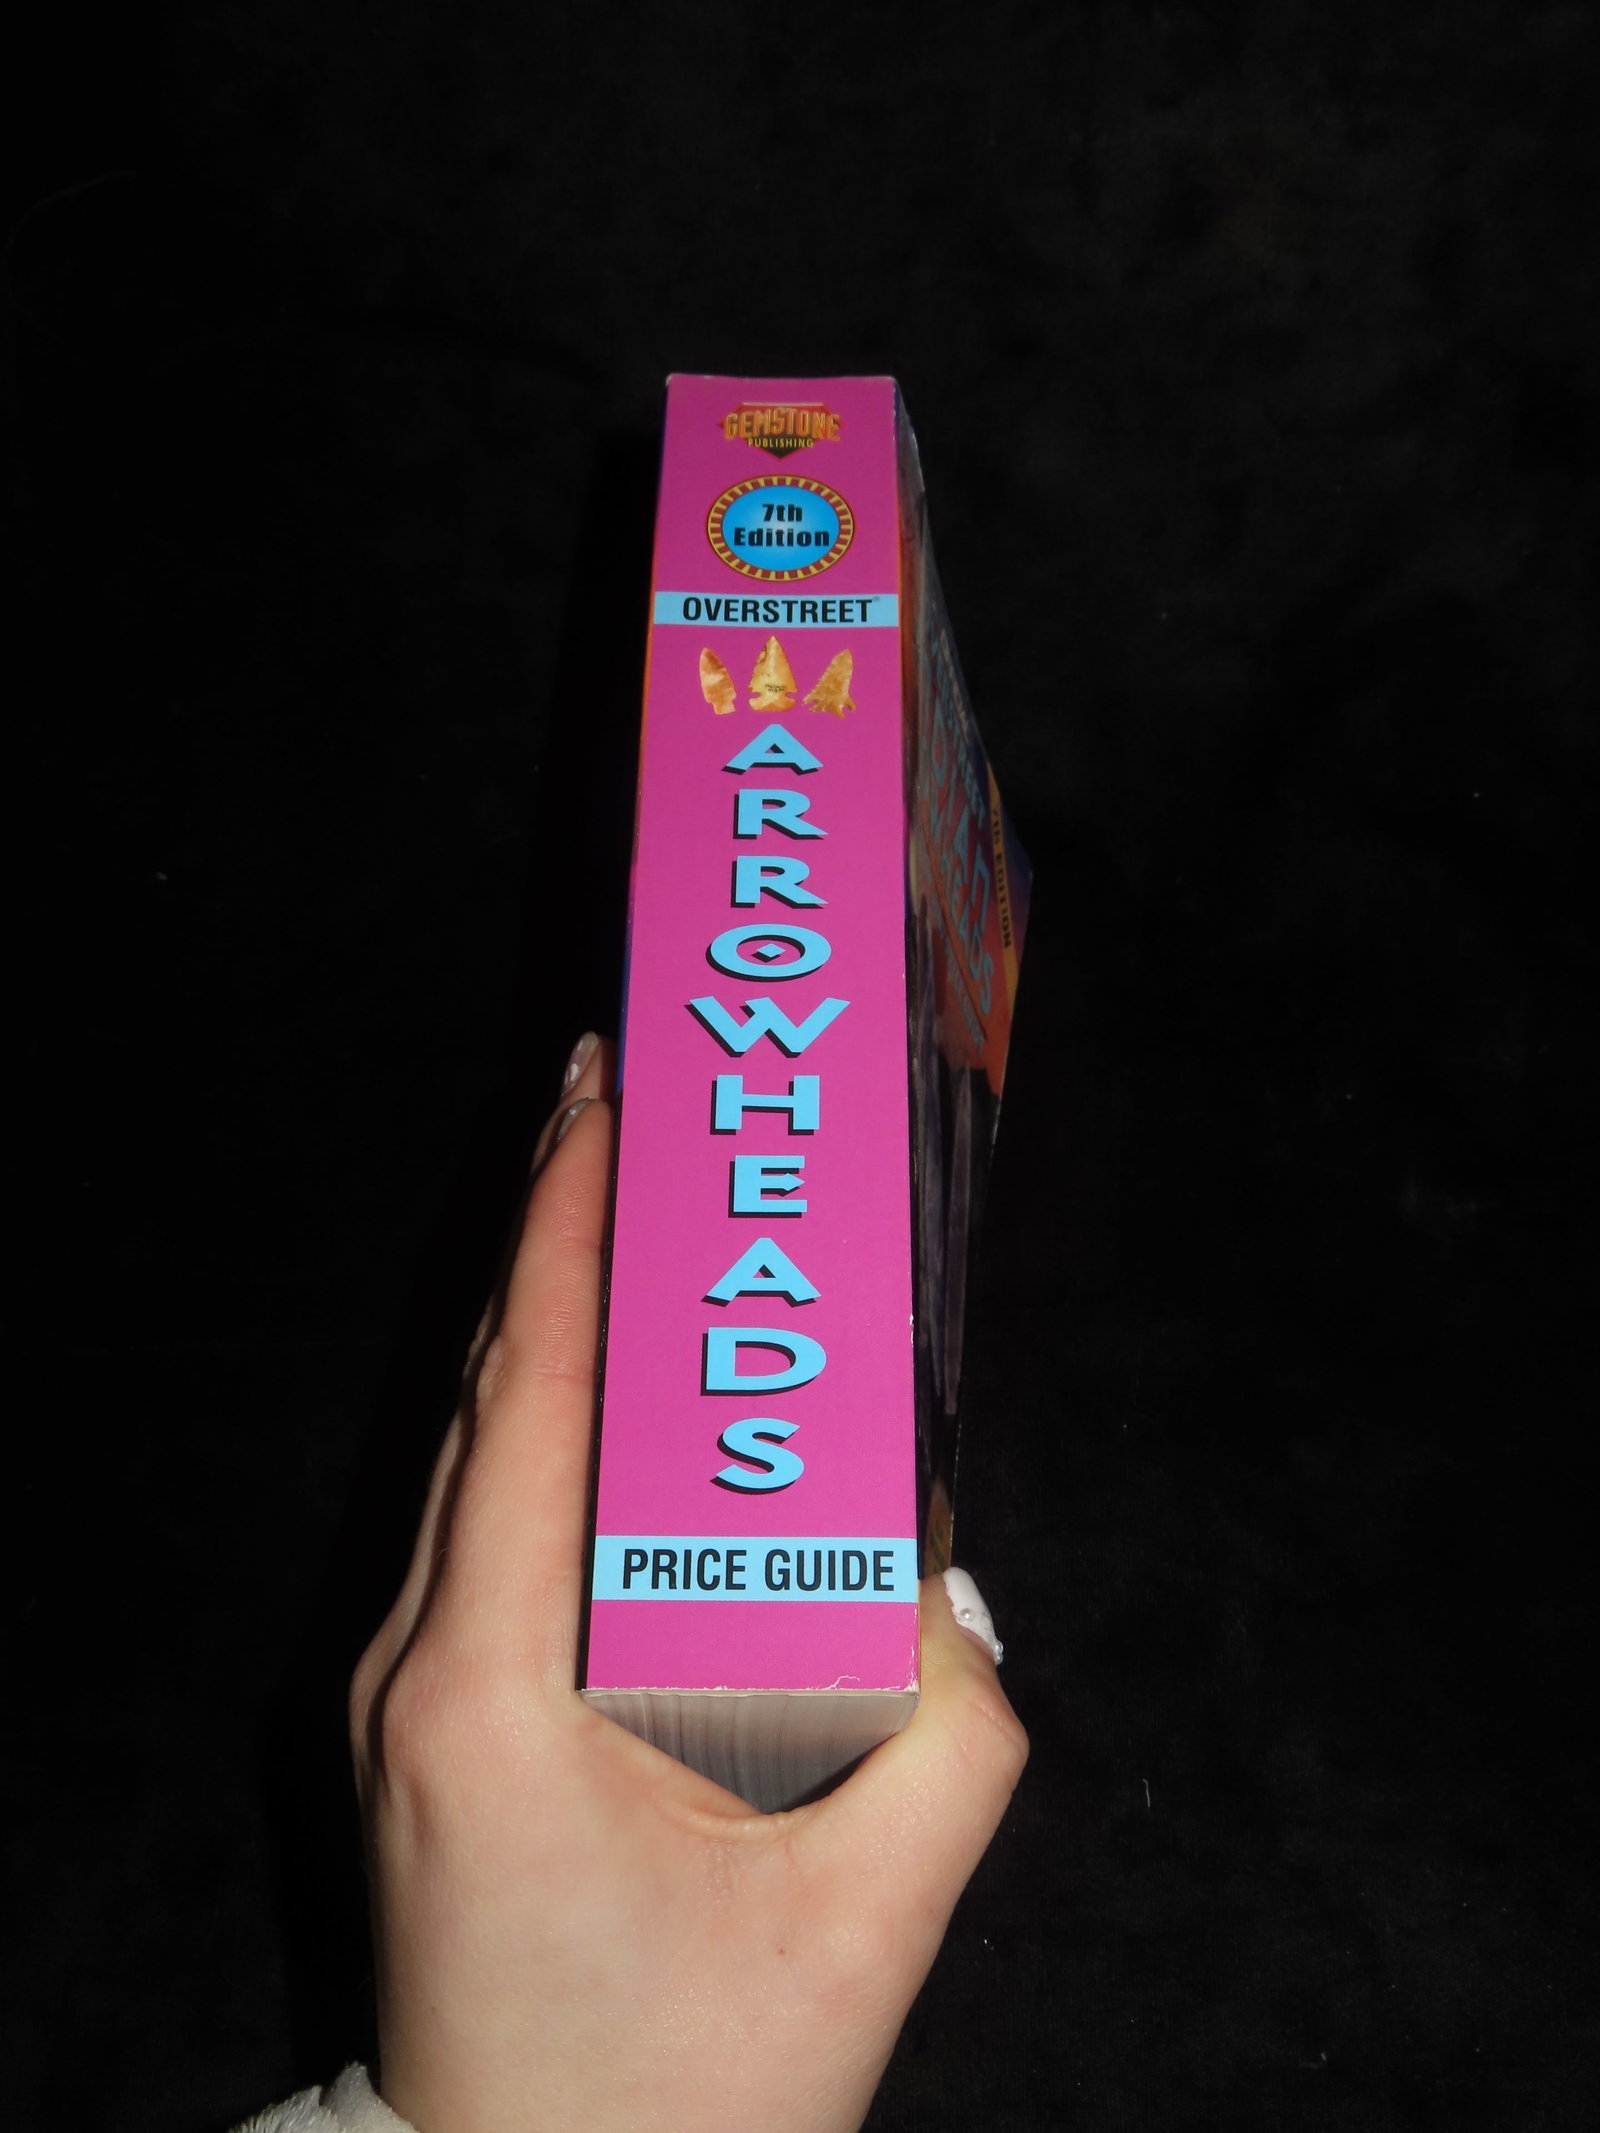 GEMSTONE
PUBLISHING
7th
Edition
OVERSTREET®
ARROWHEADS
PRICE GUIDE